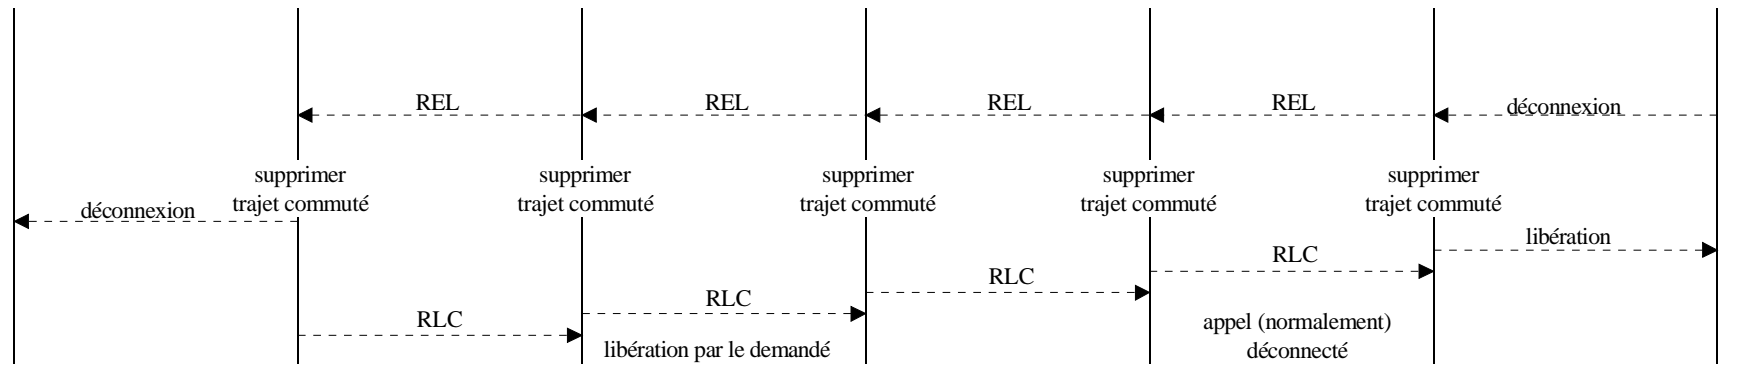 REL
REL
REL
REL
déconnexion
supprimer
trajet commuté
supprimer
trajet commuté
supprimer
trajet commuté
supprimer
trajet commuté
supprimer
trajet commuté
déconnexion
libération
RLC
RLC
RLC
RLC
libération par le demandé
appel (normalement)
déconnecté